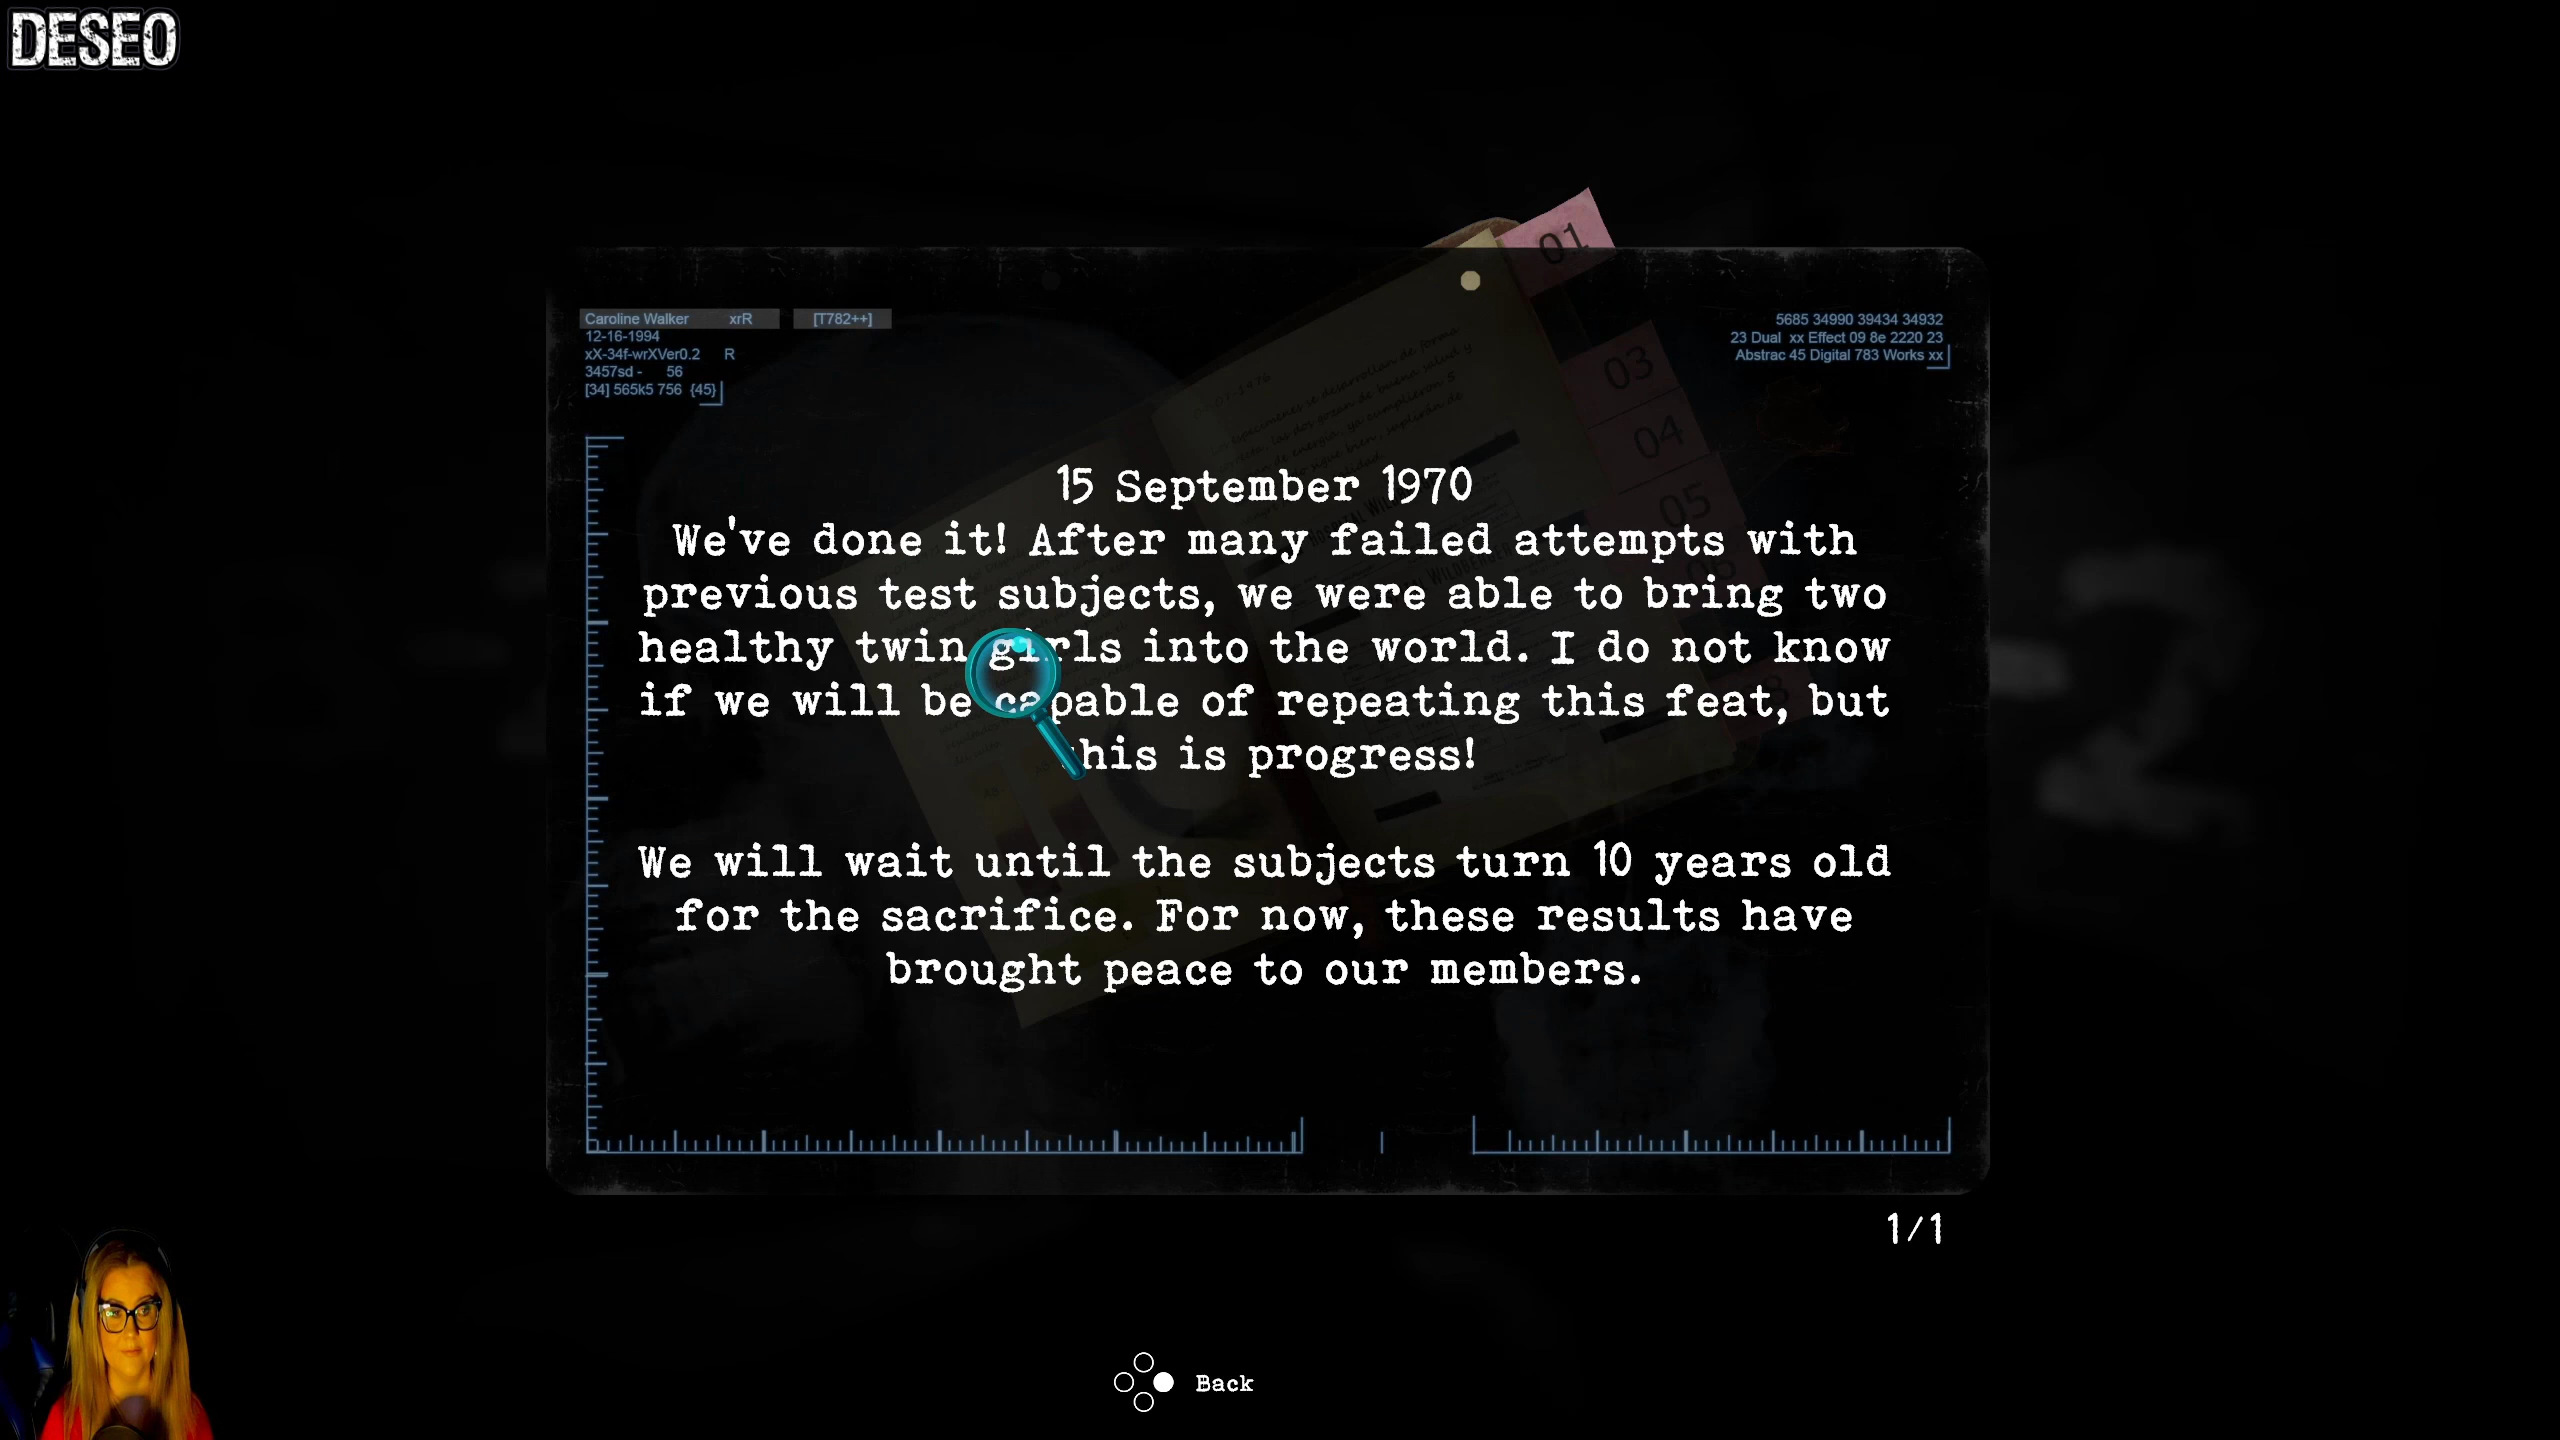 DESEO
01
Caroline Walker xrR [T782++]
12-16-1994
xX-34f-wrXVer0.2 R
3457sd - 56
[34] 565k5 756 {45}
5685 34990 39434 34932
23 Dual xx Effect 09 8e 2220 23
Abstrac 45 Digital 783 Works xx
03
04
05
15 September 1970
We've done it! After many failed attempts with
previous test subjects, we were able to bring two
healthy twin girls into the world. I do not know
if we will be capable of repeating this feat, but
this is progress!
We will wait until the subjects turn 10 years old
for the sacrifice. For now, these results have
brought peace to our members.
1/1
Back